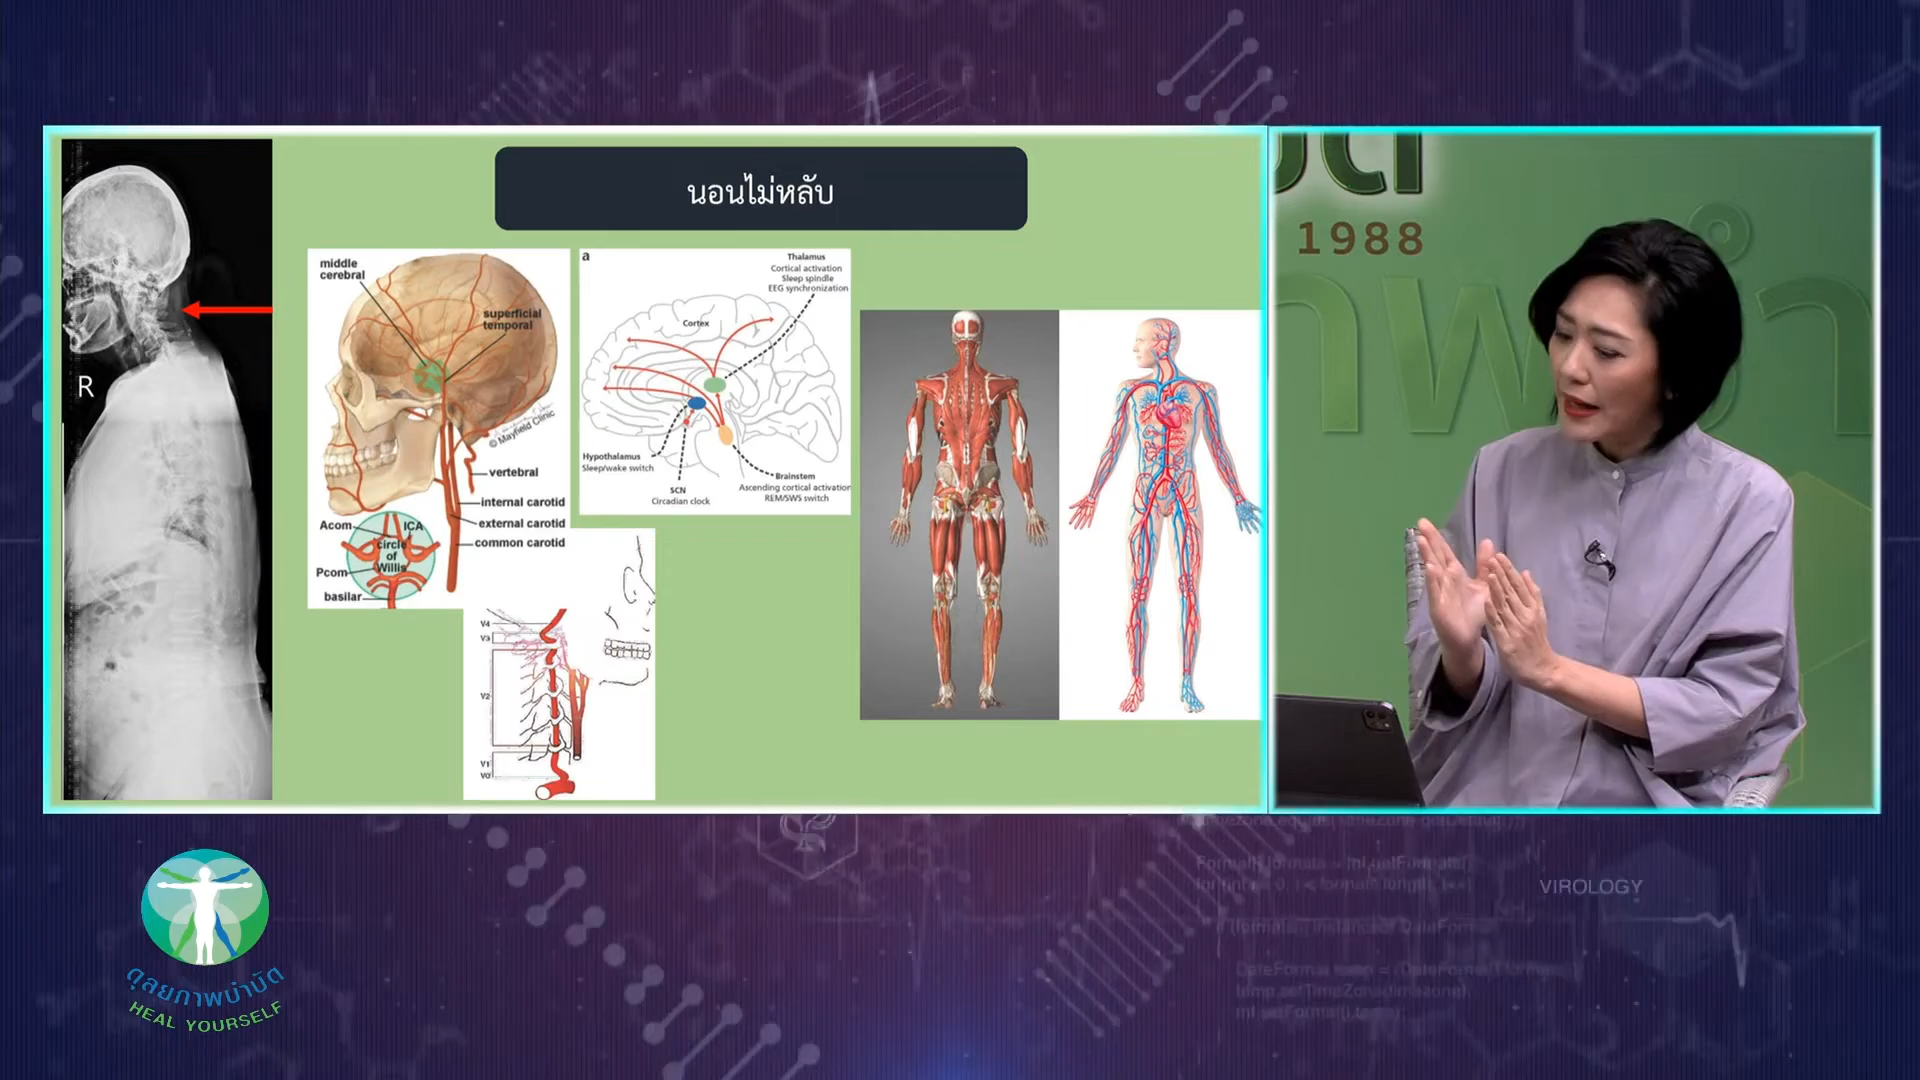 นอนไม่หลับ
R
middle
cerebral
superficial
temporal
© Mayfield Clinic
vertebral
internal carotid
external carotid
common carotid
Acom
ICA
circle
of
Willis
Pcom
basilar
a
Thalamus
Cortical activation
Sleep spindle
EEG synchronization
Cortex
Hypothalamus
Sleep/wake switch
SCN
Circadian clock
Brainstem
Ascending cortical activation
REM/SWS switch
V4
V3
V2
V1
V0
1988
VIROLOGY
ดุลยภาพบำบัด
HEAL YOURSELF